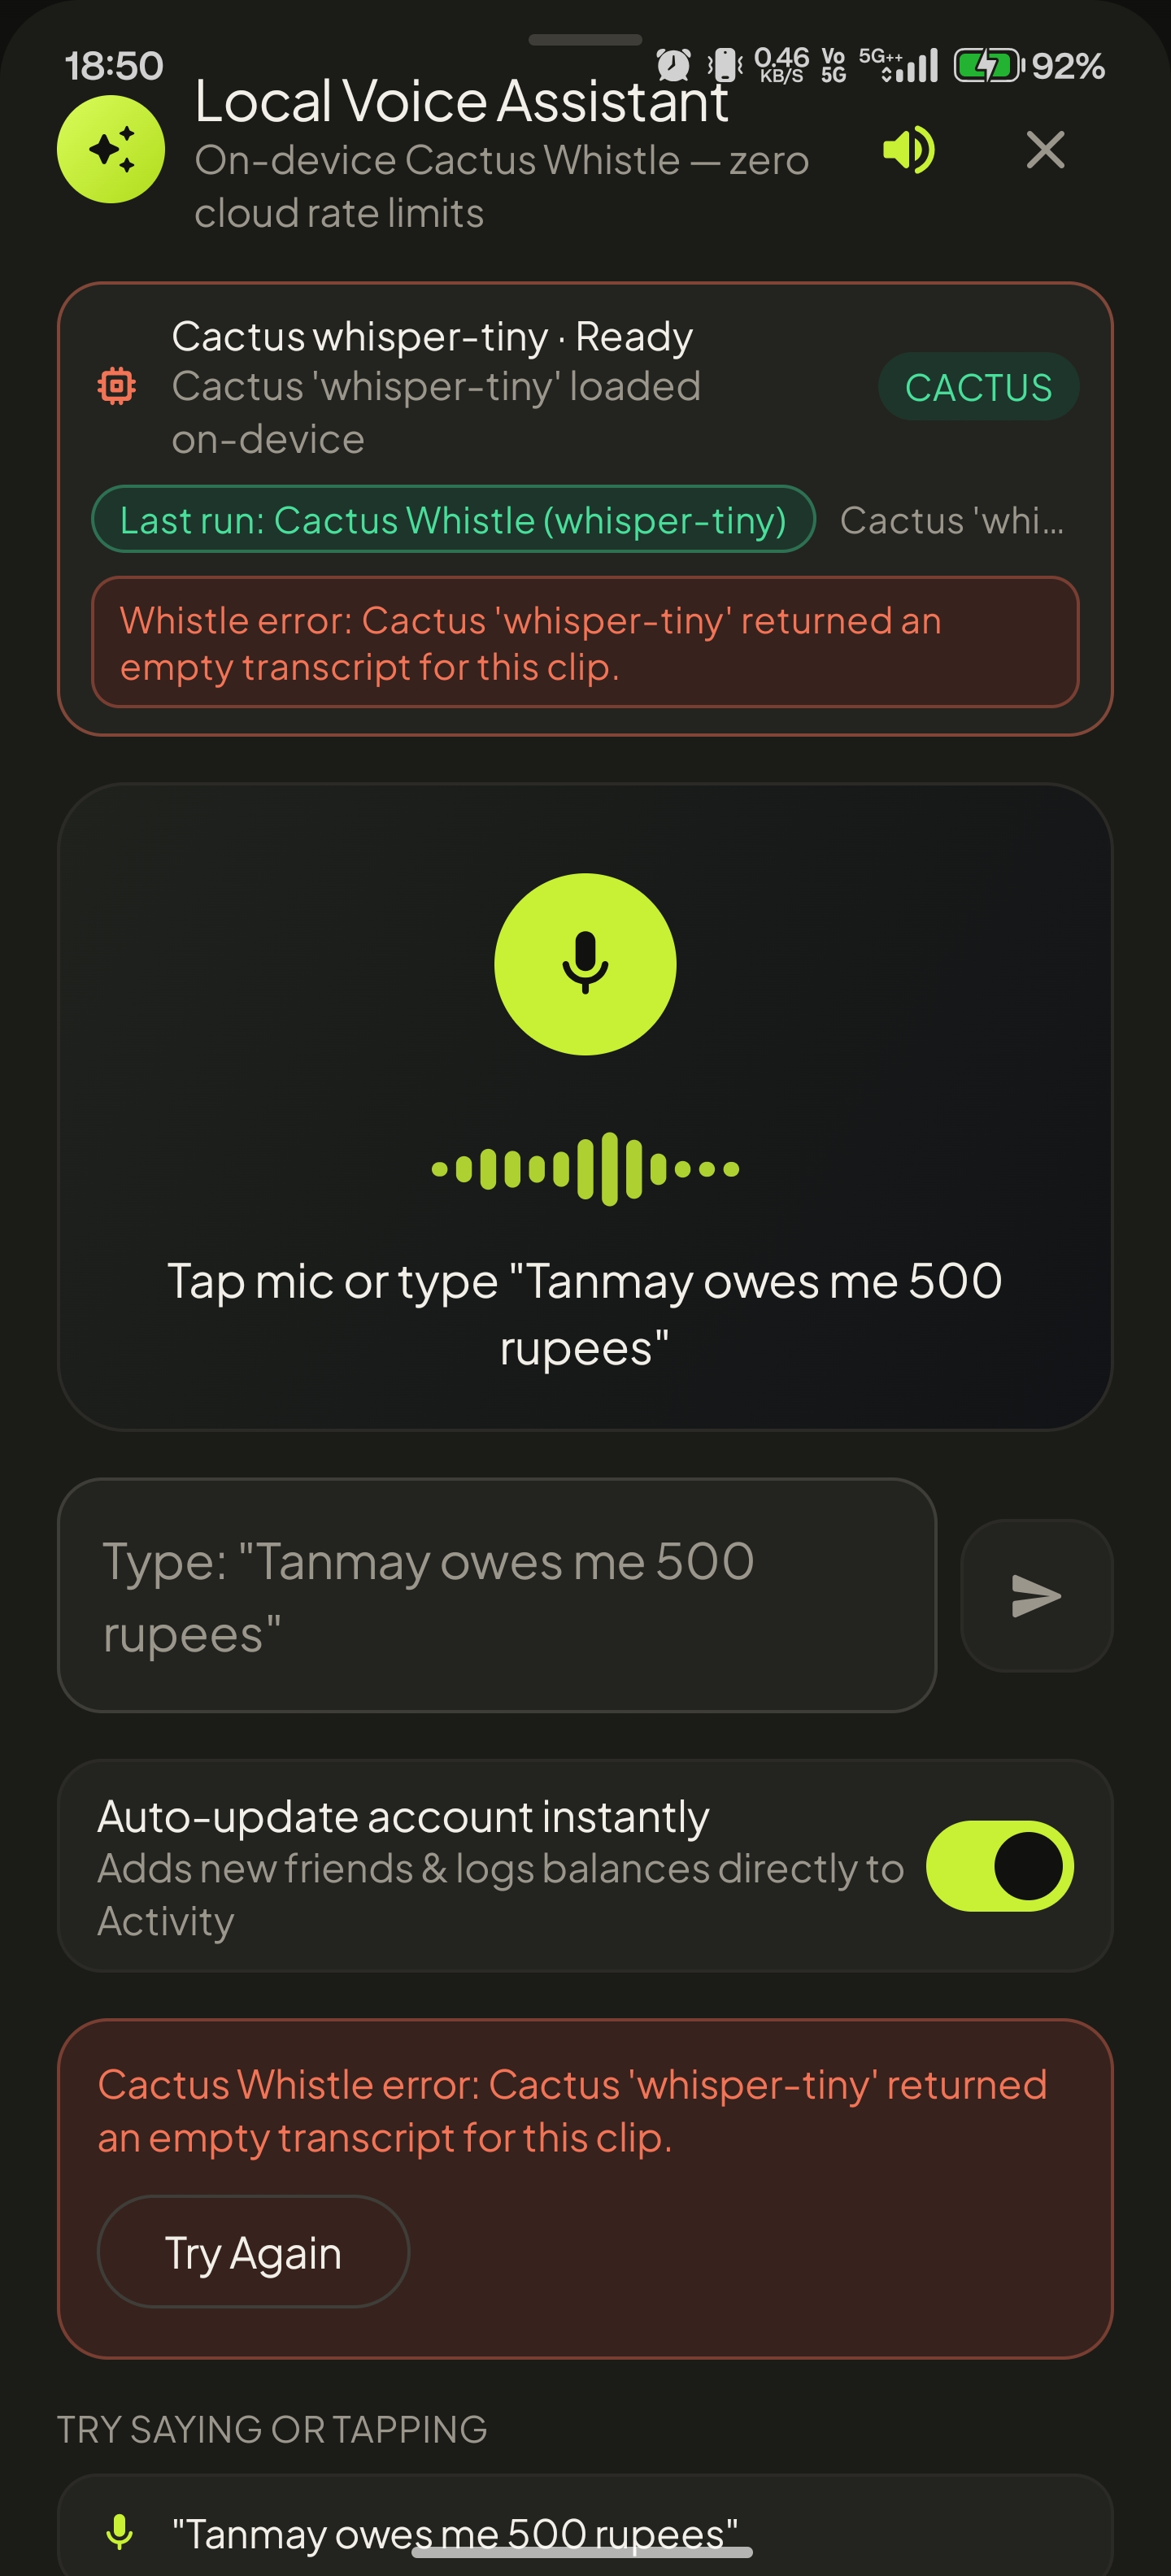 18:50
0.46 KB/S Vo 5G 5G++ 92%
Local Voice Assistant
On-device Cactus Whistle — zero
cloud rate limits
Cactus whisper-tiny · Ready
Cactus 'whisper-tiny' loaded
on-device
CACTUS
Last run: Cactus Whistle (whisper-tiny)
Cactus 'whi...
Whistle error: Cactus 'whisper-tiny' returned an
empty transcript for this clip.
Tap mic or type "Tanmay owes me 500
rupees"
Type: "Tanmay owes me 500
rupees"
Auto-update account instantly
Adds new friends & logs balances directly to
Activity
Cactus Whistle error: Cactus 'whisper-tiny' returned
an empty transcript for this clip.
Try Again
TRY SAYING OR TAPPING
"Tanmay owes me 500 rupees"